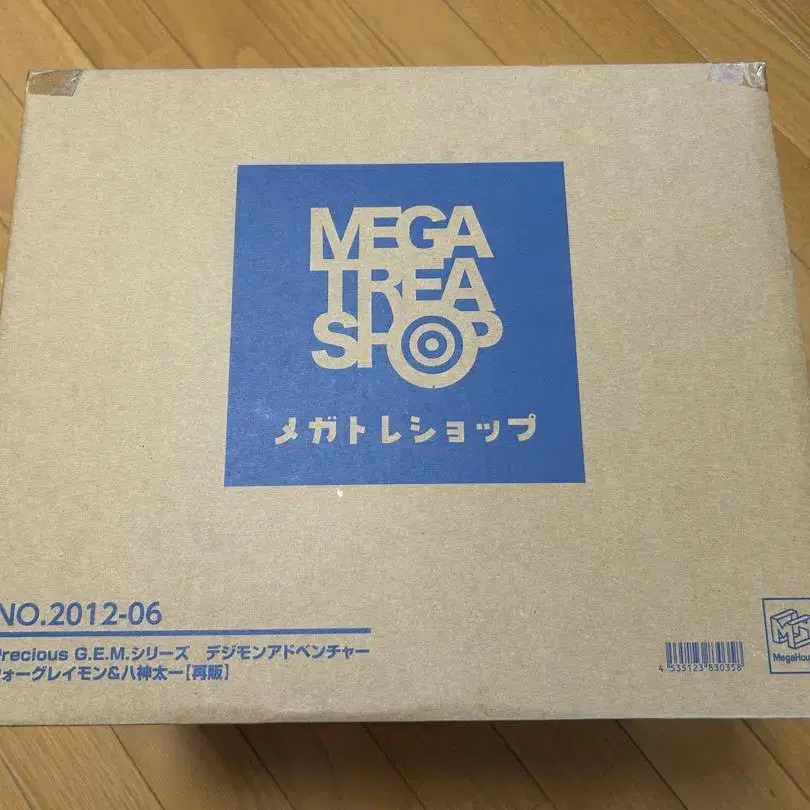 MEGA
TREA
SHOP
メガトレショップ
NO.2012-06
Precious G.E.M.シリーズ　デジモンアドベンチャー
ウォーグレイモン&八神太一【再販】
4 535123 830358
MegaHou